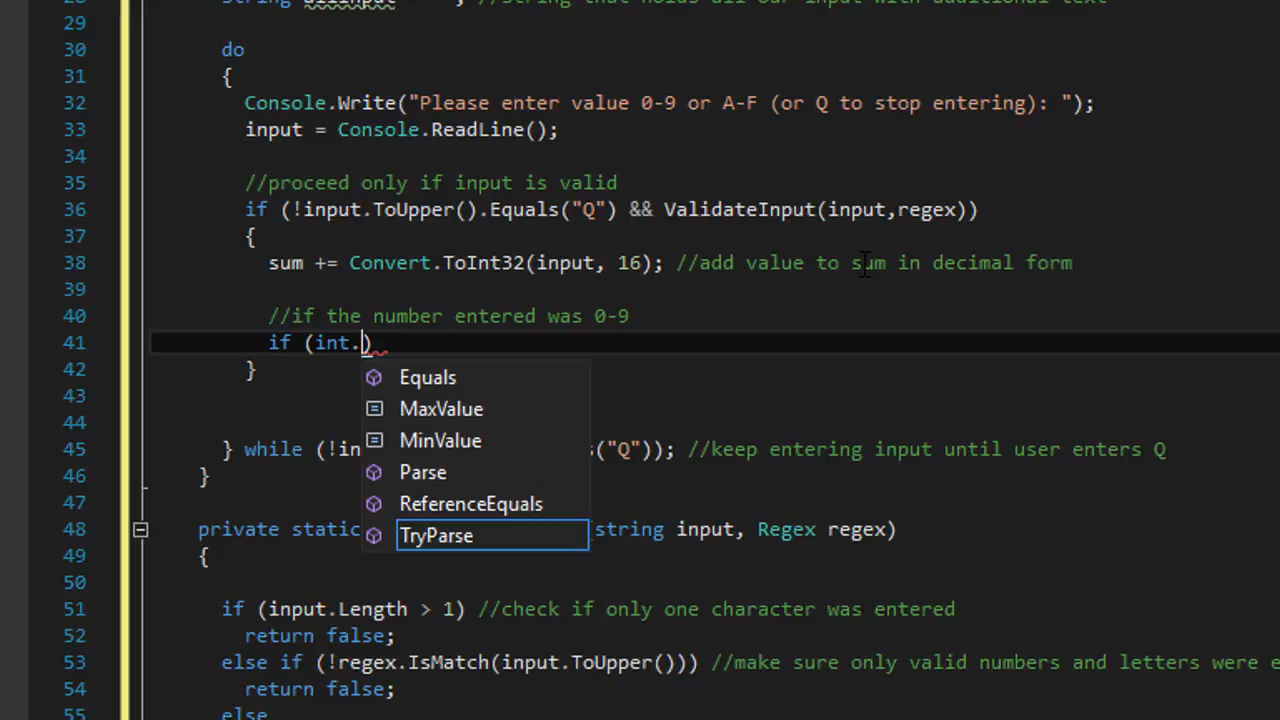 28 string allInput //string that holds all our input with additional text
29
30 do
31 {
32 Console.Write("Please enter value 0-9 or A-F (or Q to stop entering): ");
33 input = Console.ReadLine();
34
35 //proceed only if input is valid
36 if (!input.ToUpper().Equals("Q") && ValidateInput(input,regex))
37 {
38 sum += Convert.ToInt32(input, 16); //add value to sum in decimal form
39
40 //if the number entered was 0-9
41 if (int.)
42 }
Equals
43
MaxValue
44
MinValue
45 } while (!in s("Q")); //keep entering input until user enters Q
Parse
46 }
47
ReferenceEquals
48 private static (string input, Regex regex)
TryParse
49 {
50
51 if (input.Length > 1) //check if only one character was entered
52 return false;
53 else if (!regex.IsMatch(input.ToUpper())) //make sure only valid numbers and letters were e
54 return false;
55 else